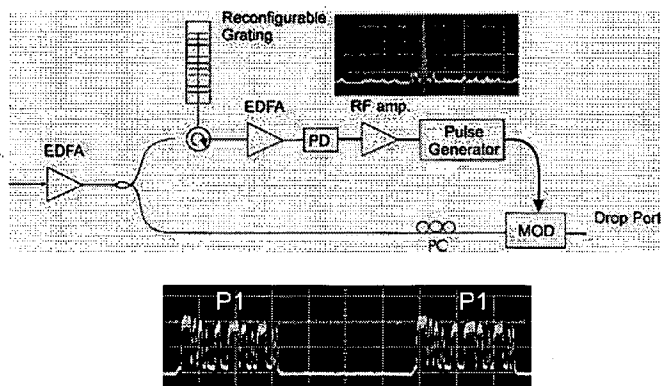 Reconfigurable
Grating
EDFA
RF amp.
EDFA
PD
Pulse
Generator
Drop Port
MOD
PC
P1
P1